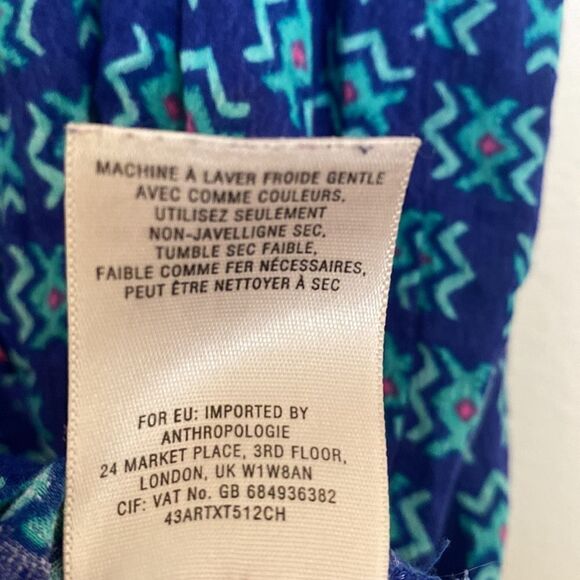 MACHINE À LAVER FROIDE GENTLE
AVEC COMME COULEURS,
UTILISEZ SEULEMENT
NON-JAVELLIGNE SEC,
TUMBLE SEC FAIBLE,
FAIBLE COMME FER NÉCESSAIRES,
PEUT ÊTRE NETTOYER À SEC
FOR EU: IMPORTED BY
ANTHROPOLOGIE
24 MARKET PLACE, 3RD FLOOR,
LONDON, UK W1W8AN
CIF: VAT No. GB 684936382
43ARTXT512CH